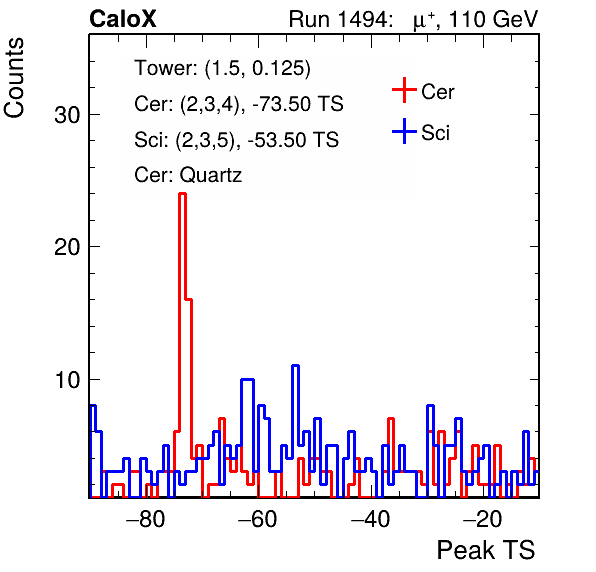 CaloX Run 1494: μ⁺, 110 GeV
Counts
Tower: (1.5, 0.125)
Cer: (2,3,4), -73.50 TS
Sci: (2,3,5), -53.50 TS
Cer: Quartz
Cer
Sci
30
20
10
−80 −60 −40 −20
Peak TS